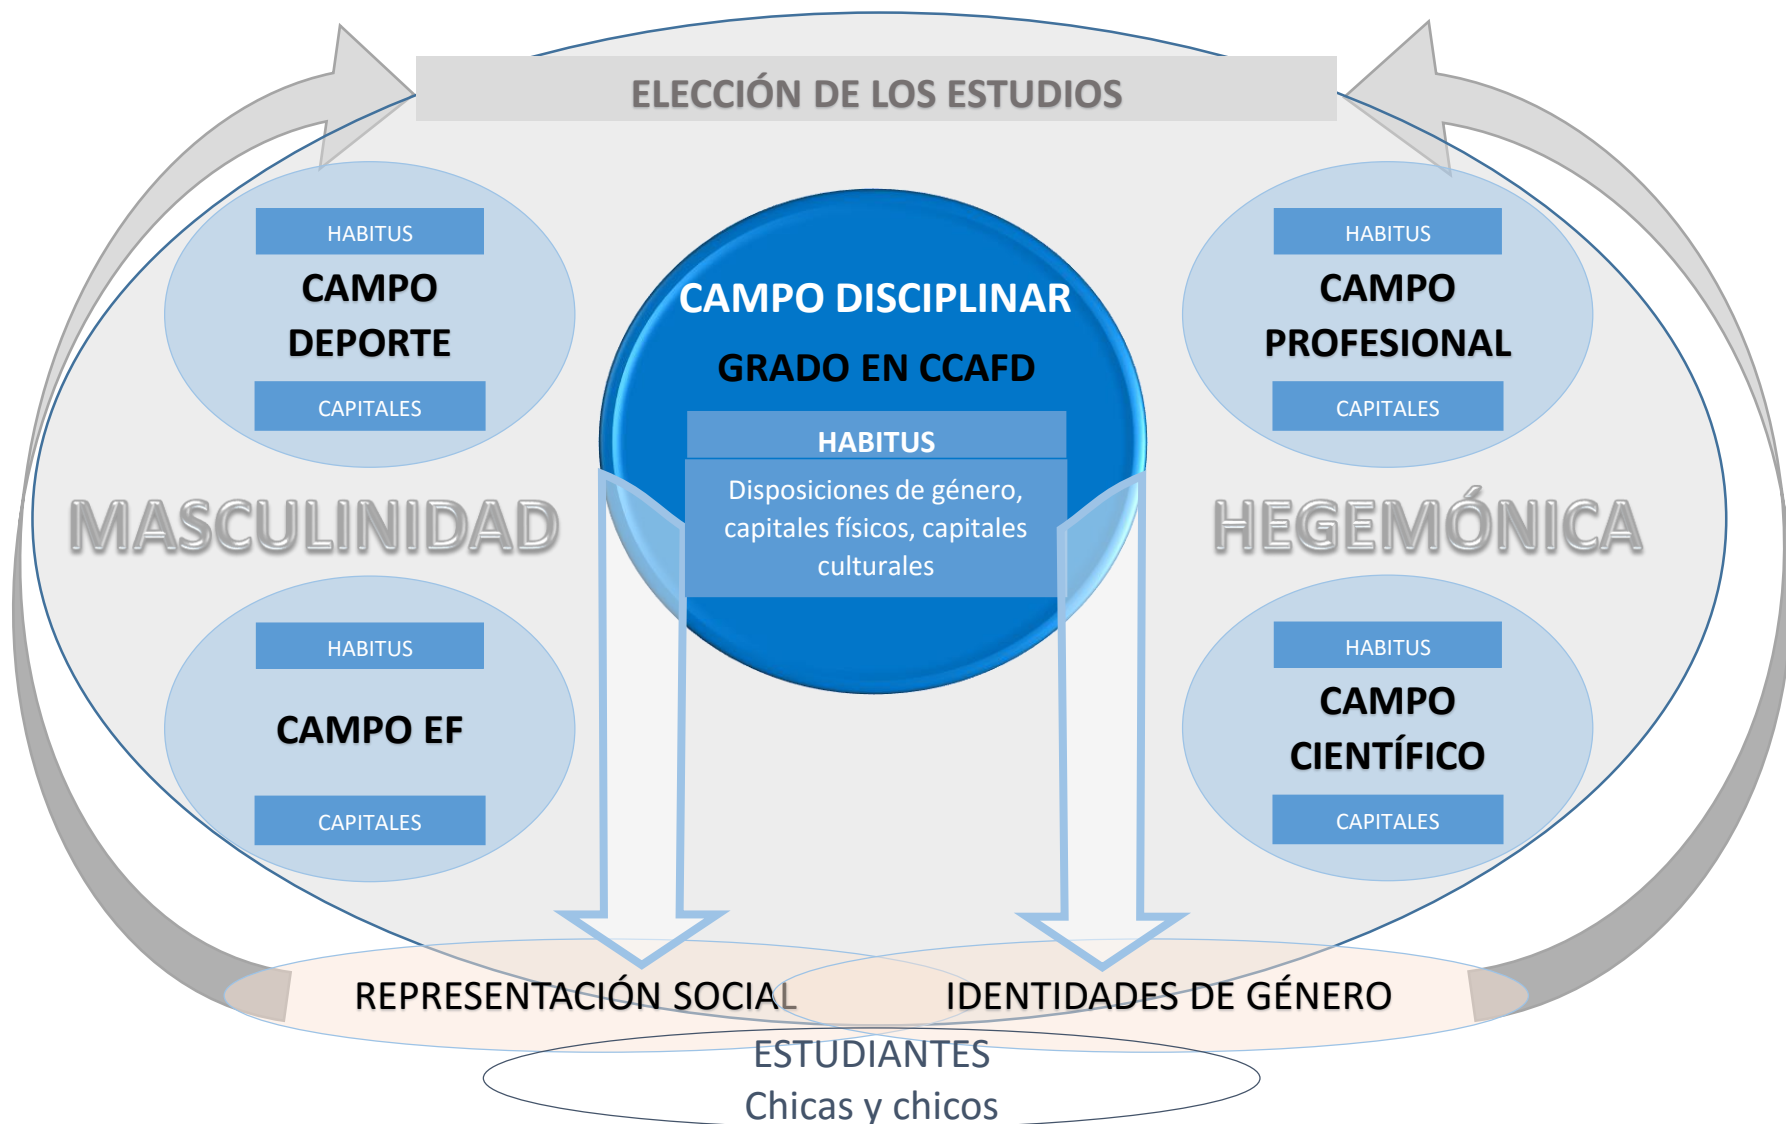 ELECCIÓN DE LOS ESTUDIOS
HABITUS
CAMPO
DEPORTE
CAPITALES
CAMPO DISCIPLINAR
GRADO EN CCAFD
HABITUS
Disposiciones de género,
capitales físicos, capitales
culturales
HABITUS
CAMPO
PROFESIONAL
CAPITALES
MASCULINIDAD
HEGEMÓNICA
HABITUS
CAMPO EF
CAPITALES
HABITUS
CAMPO
CIENTÍFICO
CAPITALES
REPRESENTACIÓN SOCIAL
IDENTIDADES DE GÉNERO
ESTUDIANTES
Chicas y chicos